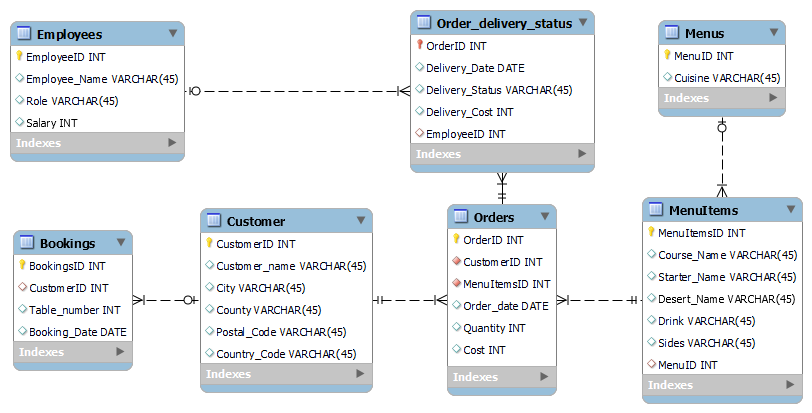 Employees
EmployeeID INT
Employee_Name VARCHAR(45)
Role VARCHAR(45)
Salary INT
Indexes
Order_delivery_status
OrderID INT
Delivery_Date DATE
Delivery_Status VARCHAR(45)
Delivery_Cost INT
EmployeeID INT
Indexes
Menus
MenuID INT
Cuisine VARCHAR(45)
Indexes
Bookings
BookingsID INT
CustomerID INT
Table_number INT
Booking_Date DATE
Indexes
Customer
CustomerID INT
Customer_name VARCHAR(45)
City VARCHAR(45)
County VARCHAR(45)
Postal_Code VARCHAR(45)
Country_Code VARCHAR(45)
Indexes
Orders
OrderID INT
CustomerID INT
MenuItemsID INT
Order_date DATE
Quantity INT
Cost INT
Indexes
MenuItems
MenuItemsID INT
Course_Name VARCHAR(45)
Starter_Name VARCHAR(45)
Desert_Name VARCHAR(45)
Drink VARCHAR(45)
Sides VARCHAR(45)
MenuID INT
Indexes